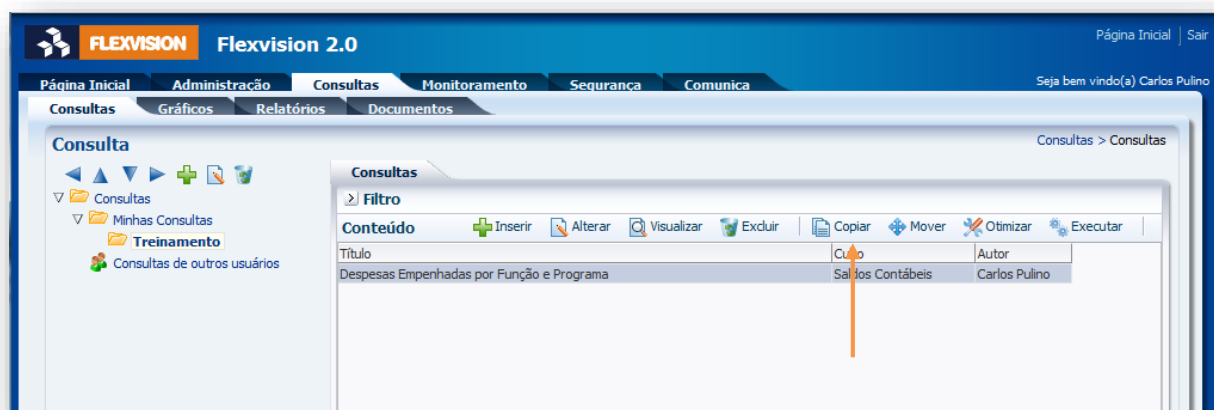 FLEXVISION Flexvision 2.0
Página Inicial | Sair
Página Inicial Administração Consultas Monitoramento Segurança Comunica
Seja bem vindo(a) Carlos Pulino
Consultas Gráficos Relatórios Documentos
Consulta
Consultas > Consultas
Consultas
Minhas Consultas
Treinamento
Consultas de outros usuários
Consultas
Filtro
Conteúdo Inserir Alterar Visualizar Excluir Copiar Mover Otimizar Executar
Título Cubo Autor
Despesas Empenhadas por Função e Programa Saldos Contábeis Carlos Pulino